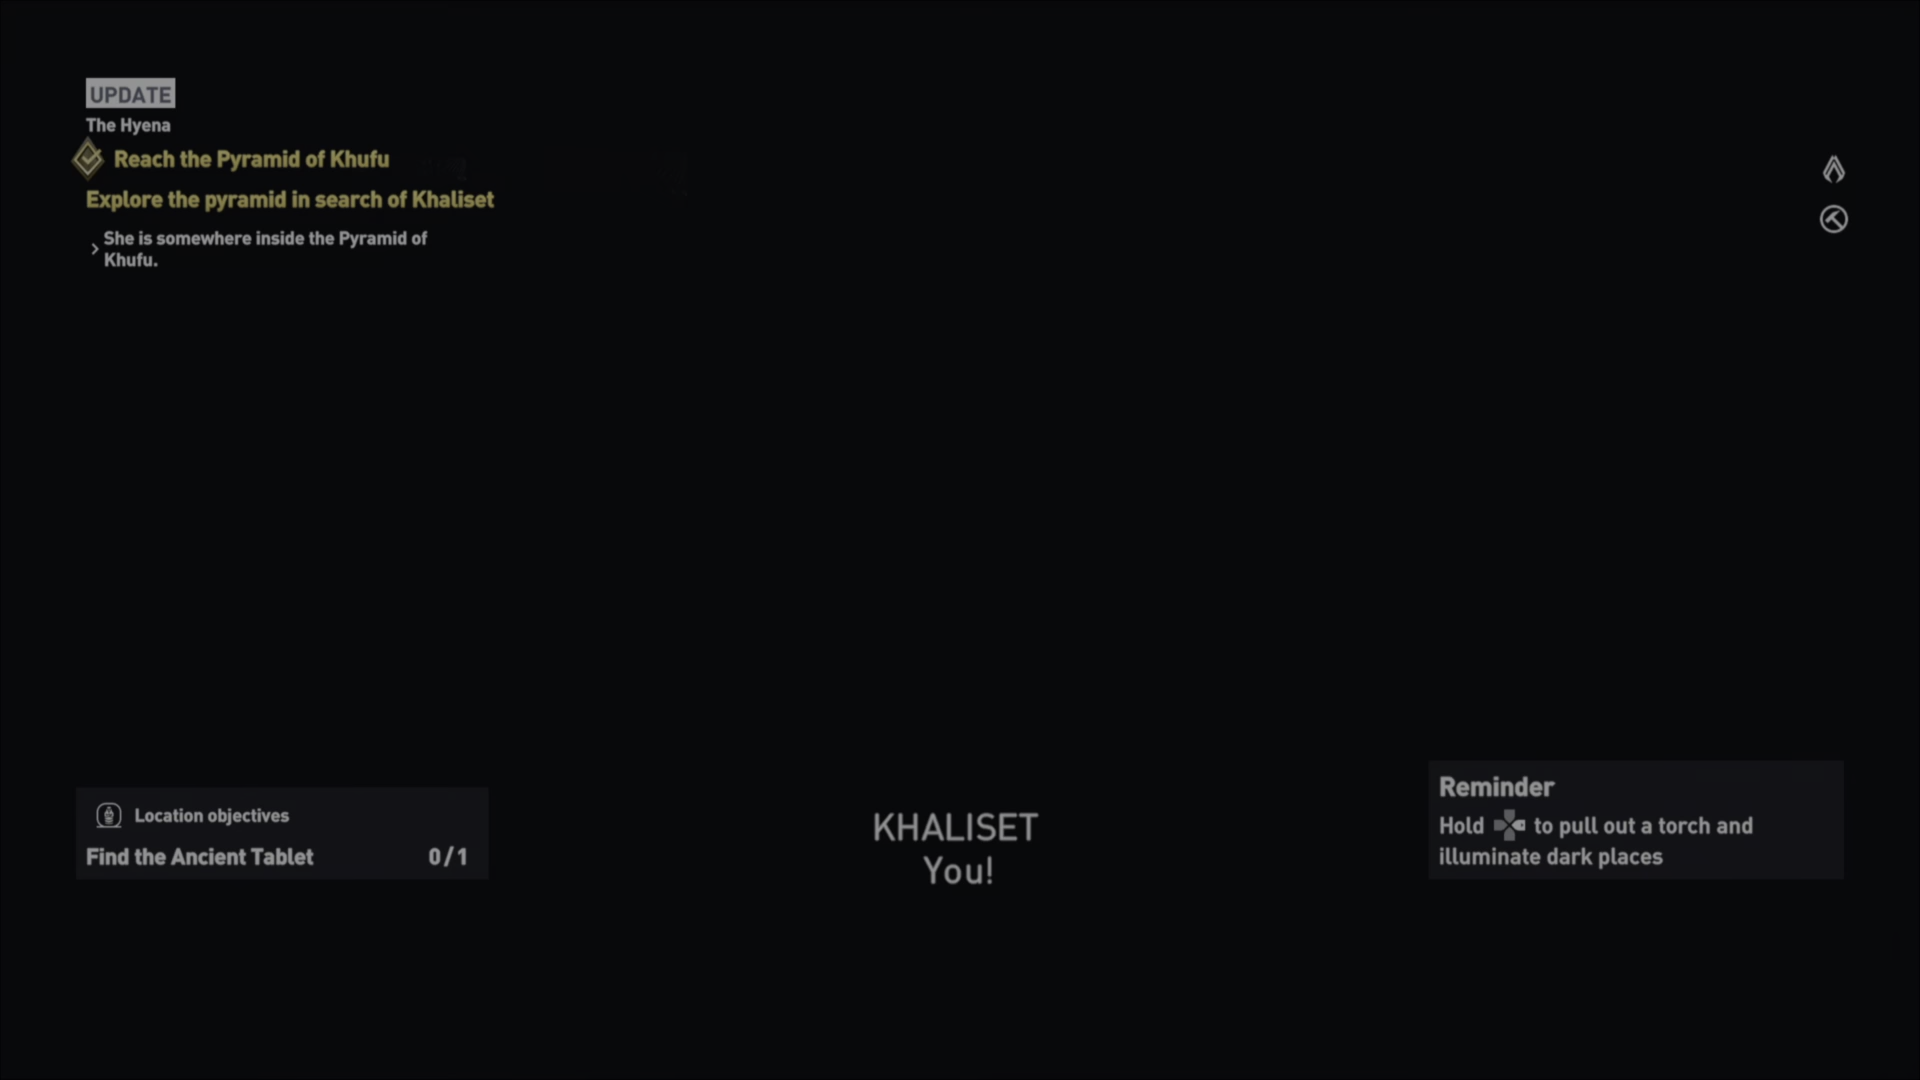 UPDATE
The Hyena
Reach the Pyramid of Khufu
Explore the pyramid in search of Khaliset
She is somewhere inside the Pyramid of
Khufu.
Location objectives
Find the Ancient Tablet 0/1
KHALISET
You!
Reminder
Hold to pull out a torch and
illuminate dark places